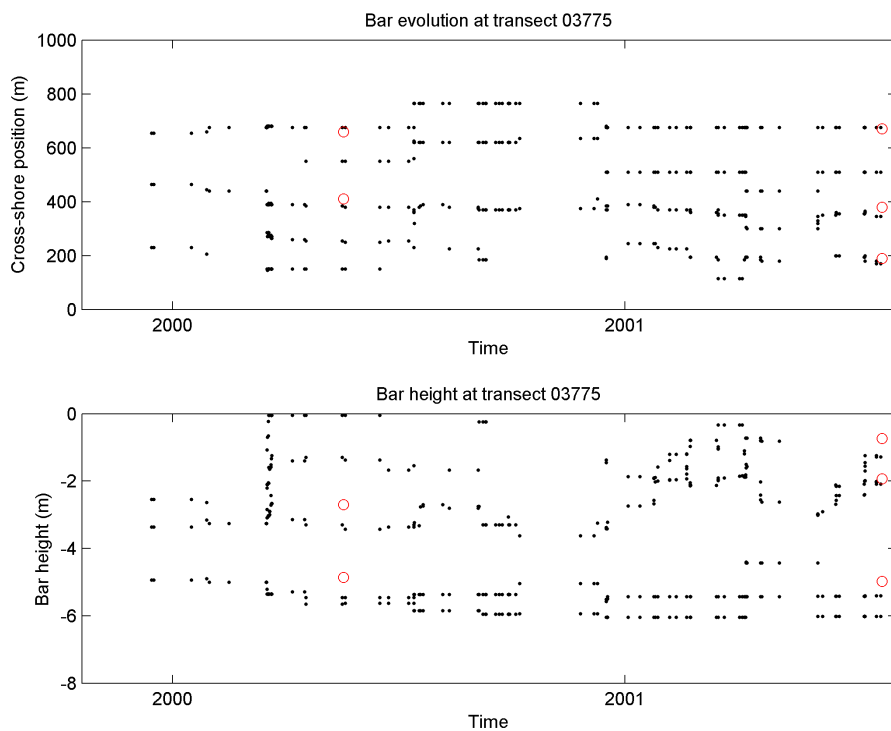 Bar evolution at transect 03775
1000
800
600
400
200
0
Cross-shore position (m)
2000
2001
Time
Bar height at transect 03775
0
-2
-4
-6
-8
Bar height (m)
2000
2001
Time